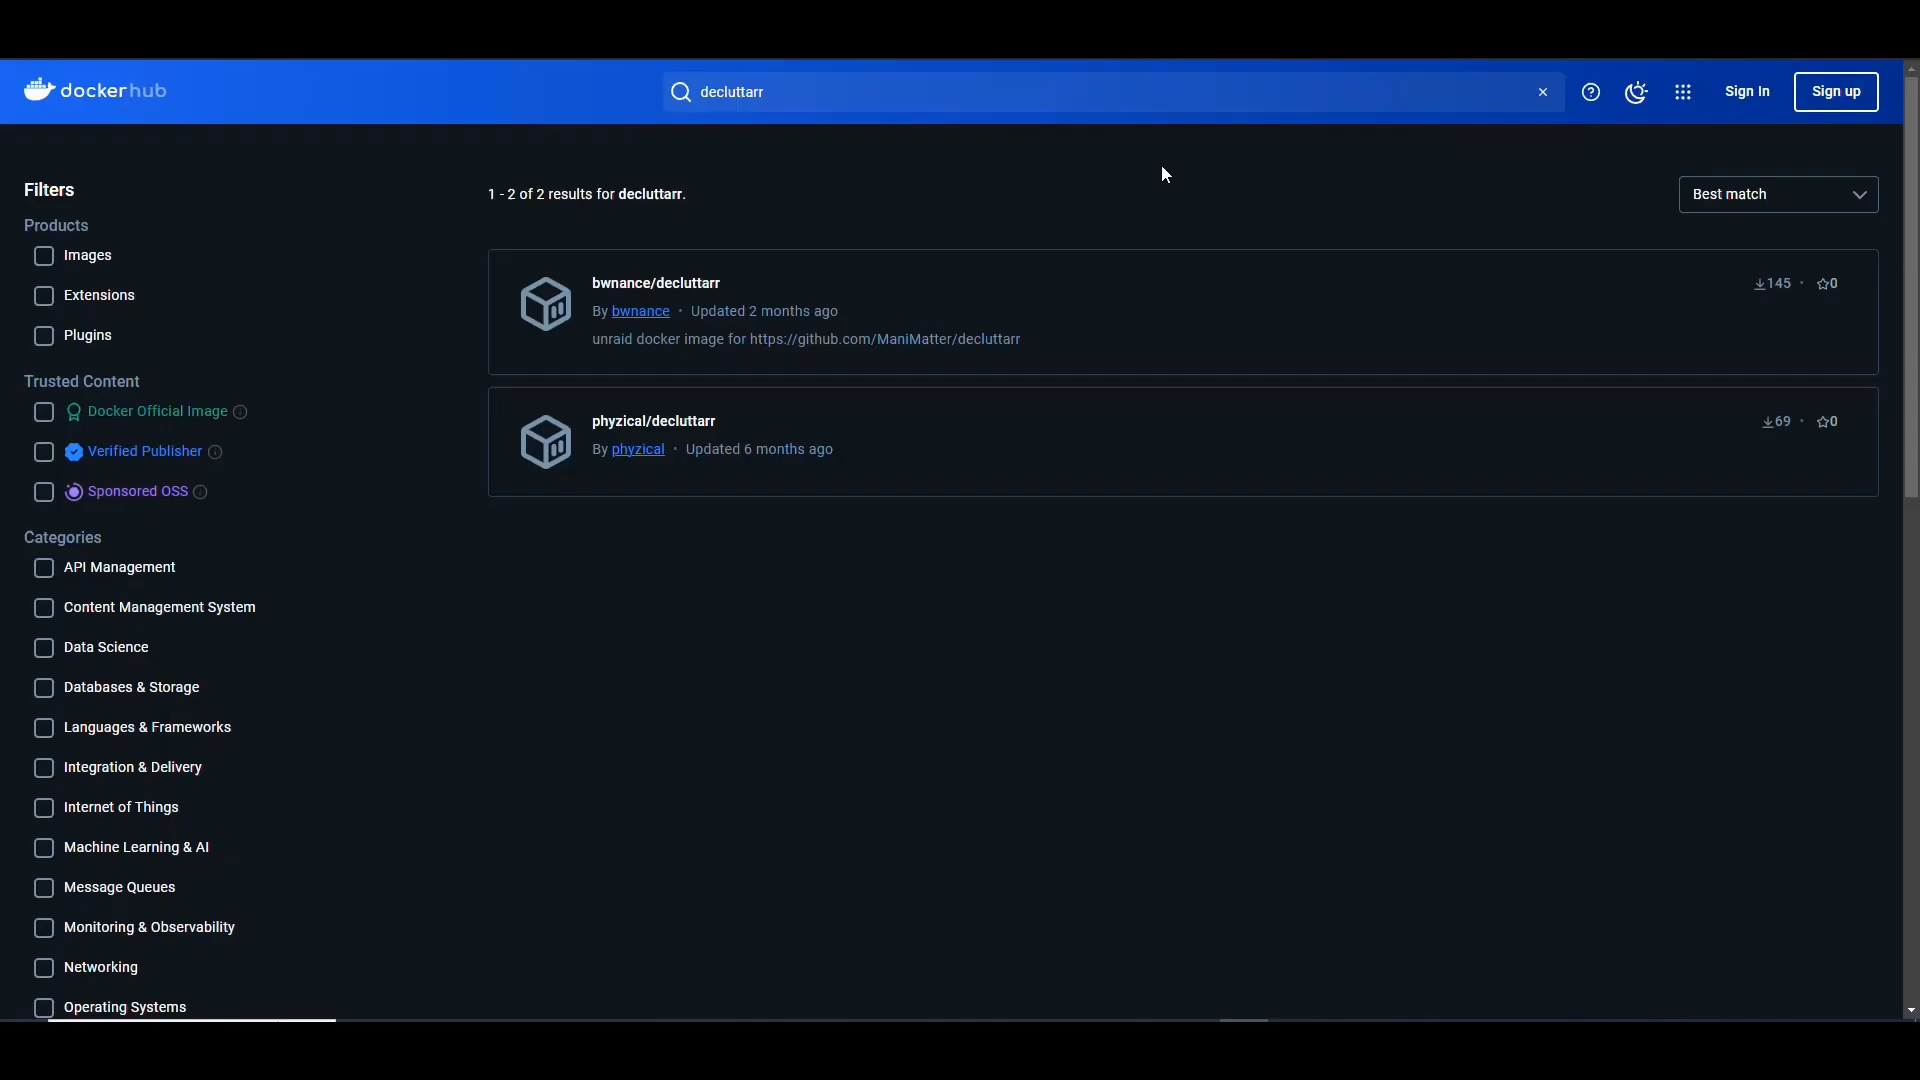 dockerhub
decluttarr
Sign In
Sign up
Filters
1 - 2 of 2 results for decluttarr.
Best match
Products
Images
Extensions
Plugins
Trusted Content
Docker Official Image
Verified Publisher
Sponsored OSS
Categories
API Management
Content Management System
Data Science
Databases & Storage
Languages & Frameworks
Integration & Delivery
Internet of Things
Machine Learning & AI
Message Queues
Monitoring & Observability
Networking
Operating Systems
bwnance/decluttarr
145 · 0
By bwnance · Updated 2 months ago
unraid docker image for https://github.com/ManiMatter/decluttarr
phyzical/decluttarr
69 · 0
By phyzical · Updated 6 months ago